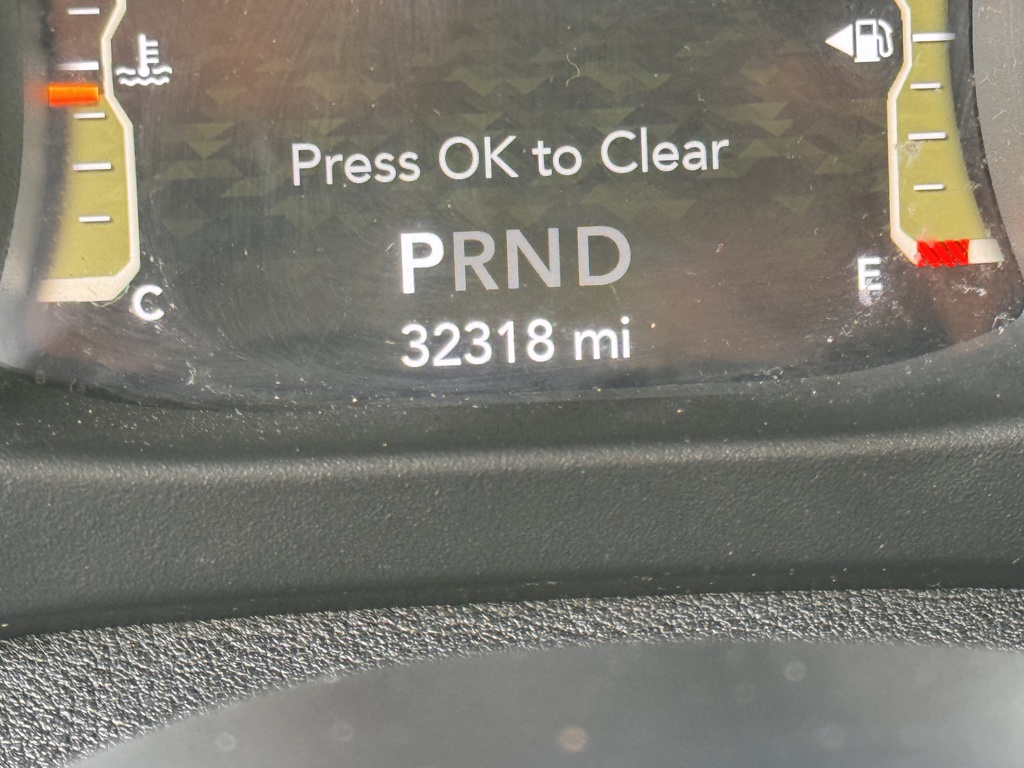 Press OK to Clear
PRND
E
C
32318 mi